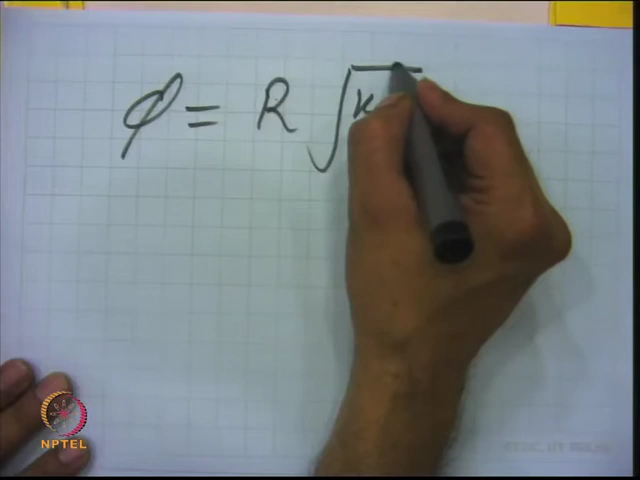 φ = R √k
NPTEL